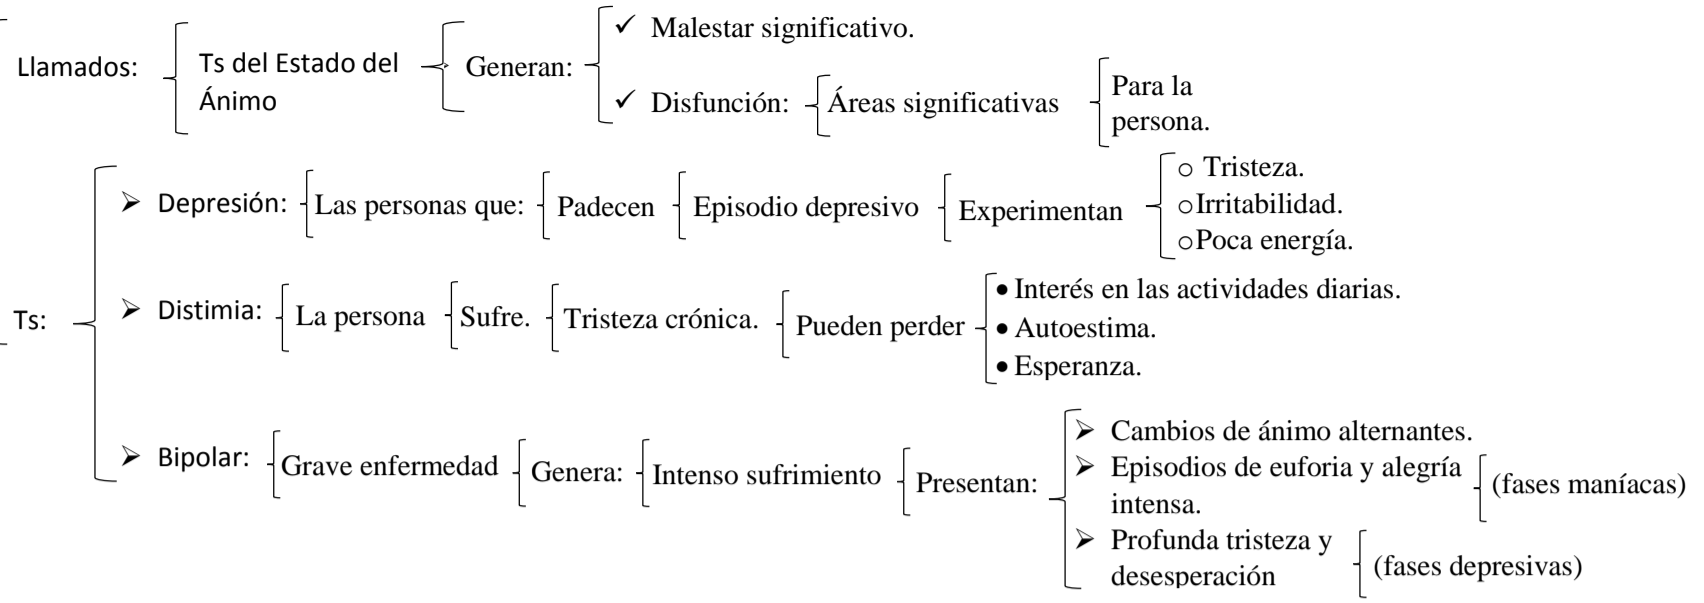 Llamados:
Ts del Estado del
Ánimo
Generan:
✓ Malestar significativo.
✓ Disfunción:
Áreas significativas
Para la
persona.
Ts:
➢ Depresión:
Las personas que:
Padecen
Episodio depresivo
Experimentan
o Tristeza.
o Irritabilidad.
o Poca energía.
➢ Distimia:
La persona
Sufre.
Tristeza crónica.
Pueden perder
• Interés en las actividades diarias.
• Autoestima.
• Esperanza.
➢ Bipolar:
Grave enfermedad
Genera:
Intenso sufrimiento
Presentan:
➢ Cambios de ánimo alternantes.
➢ Episodios de euforia y alegría
intensa.
(fases maníacas)
➢ Profunda tristeza y
desesperación
(fases depresivas)